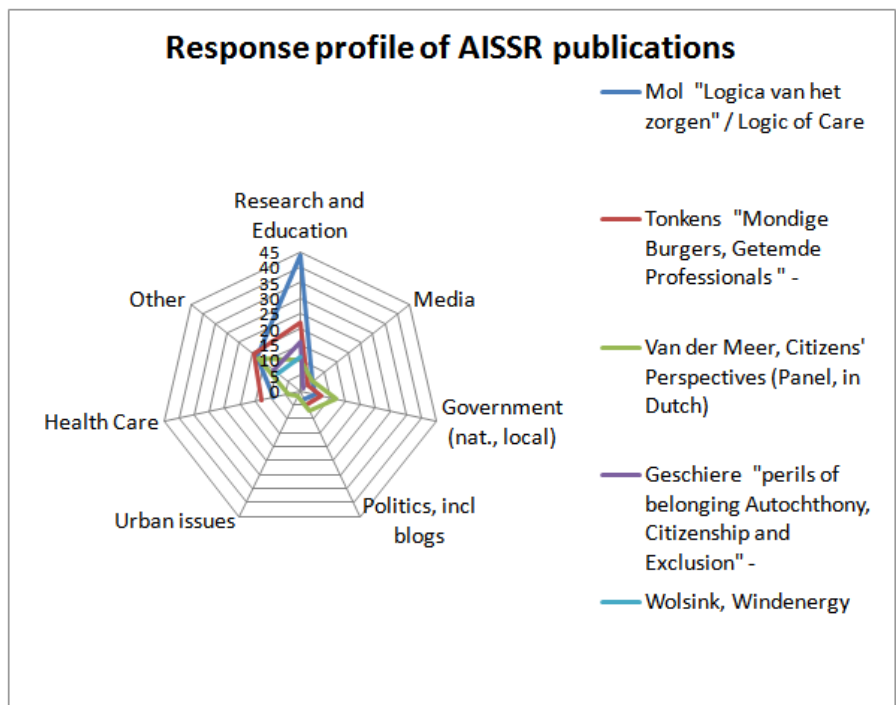 Response profile of AISSR publications
Mol "Logica van het
zorgen" / Logic of Care
Tonkens "Mondige
Burgers, Getemde
Professionals " -
Van der Meer, Citizens'
Perspectives (Panel, in
Dutch)
Geschiere "perils of
belonging Autochthony,
Citizenship and
Exclusion" -
Wolsink, Windenergy
Research and
Education
Media
Government
(nat., local)
Politics, incl
blogs
Urban issues
Health Care
Other
45
40
35
30
25
20
15
10
5
0